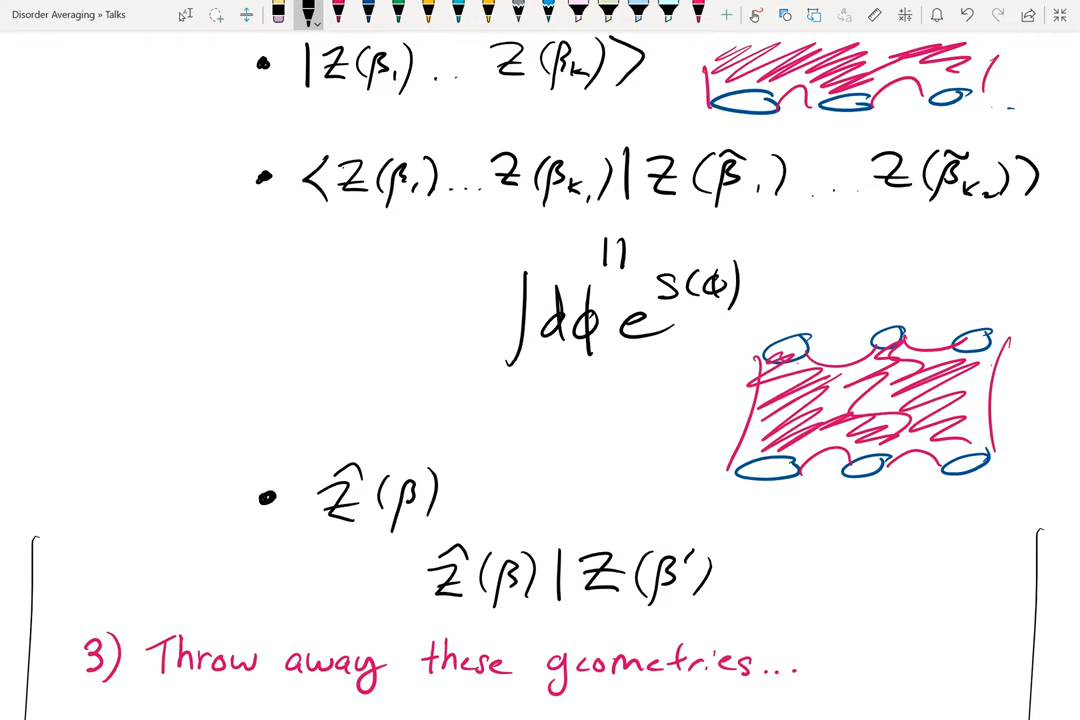 Disorder Averaging » Talks
• |Z(β₁) . . . Z(βₖ)⟩
• ⟨Z(β₁) . . . Z(βₖ₁) | Z(β̃₁) . . . Z(β̃ₖ₂)⟩
||
∫dϕ e^{S(ϕ)}
• Ẑ(β)
Ẑ(β) | Z(β′)
3) Throw away these geometries...